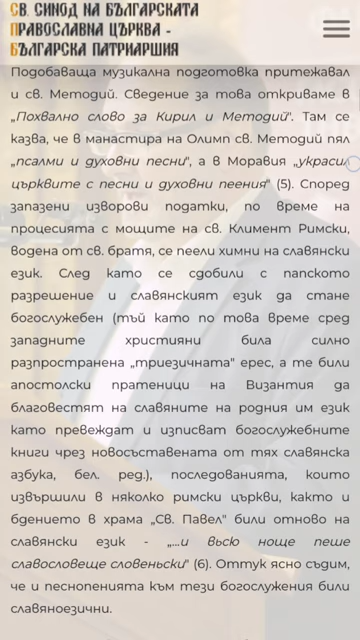 СВ. СИНОД НА БЪЛГАРСКАТА
ПРАВОСЛАВНА ЦЪРКВА -
БЪЛГАРСКА ПАТРИАРШИЯ
Подобаваща музикална подготовка притежавал
и св. Методий. Сведение за това откриваме в
„Похвално слово за Кирил и Методий". Там се
казва, че в манастира на Олимп св. Методий пял
„псалми и духовни песни", а в Моравия „украсил
църквите с песни и духовни пеения" (5). Според
запазени изворови податки, по време на
процесията с мощите на св. Климент Римски,
водена от св. братя, се пеели химни на славянски
език. След като се сдобили с папското
разрешение и славянският език да стане
богослужебен (тъй като по това време сред
западните християни била силно
разпространена „триезичната" ерес, а те били
апостолски пратеници на Византия да
благовестят на славяните на родния им език
като превеждат и изписват богослужебните
книги чрез новосъставената от тях славянска
азбука, бел. ред.), последованията, които
извършили в няколко римски църкви, както и
бдението в храма „Св. Павел" били отново на
славянски език - „...и вьсю ноще пеше
славословеще словеньски" (6). Оттук ясно съдим,
че и песнопенията към тези богослужения били
славяноезични.